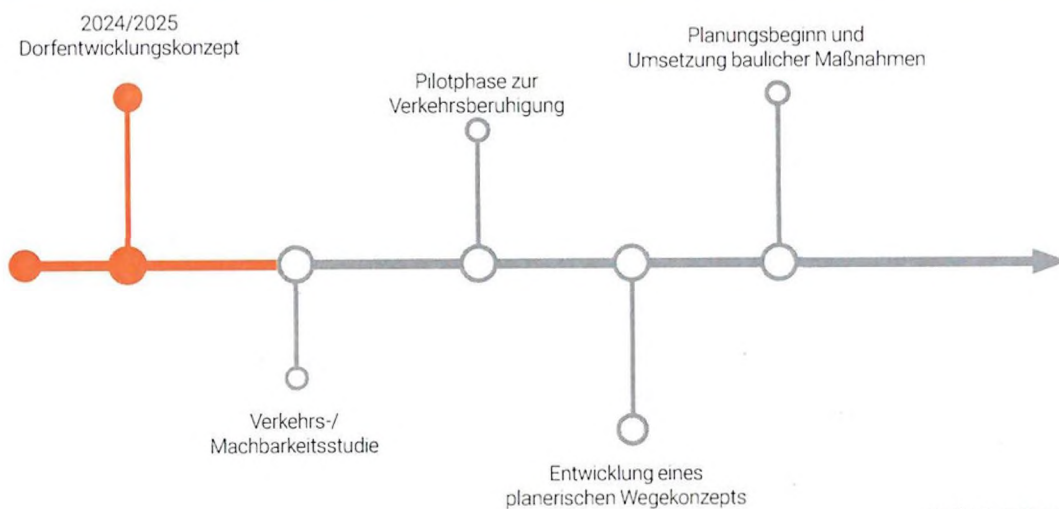 2024/2025
Dorfentwicklungskonzept
Verkehrs-/
Machbarkeitsstudie
Pilotphase zur
Verkehrsberuhigung
Entwicklung eines
planerischen Wegekonzepts
Planungsbeginn und
Umsetzung baulicher Maßnahmen